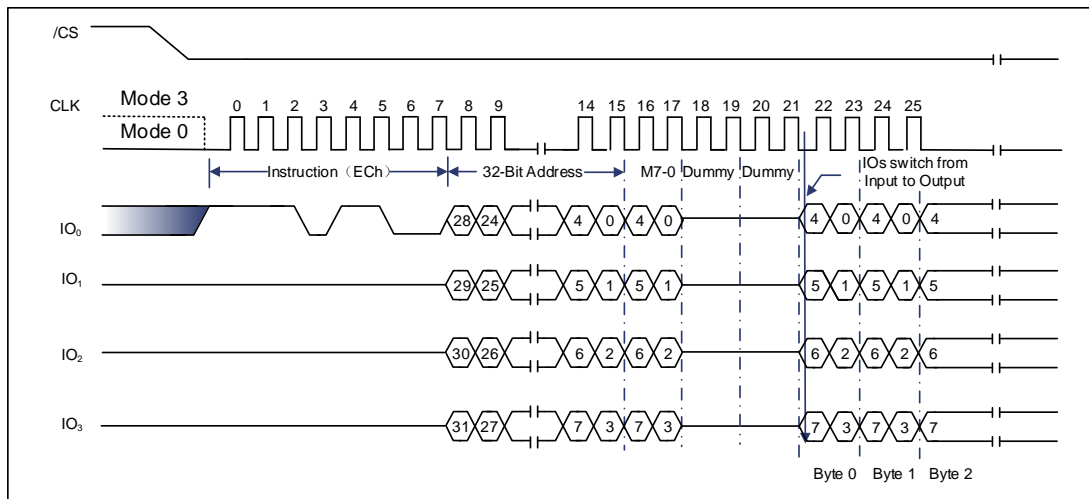 /CS
CLK
Mode 3
Mode 0
0 1 2 3 4 5 6 7 8 9 14 15 16 17 18 19 20 21 22 23 24 25
Instruction（ECh） 32-Bit Address M7-0 Dummy Dummy
IOs switch from
Input to Output
IO₀ 28 24 4 0 4 0 4 0 4 0 4
IO₁ 29 25 5 1 5 1 5 1 5 1 5
IO₂ 30 26 6 2 6 2 6 2 6 2 6
IO₃ 31 27 7 3 7 3 7 3 7 3 7
Byte 0 Byte 1 Byte 2